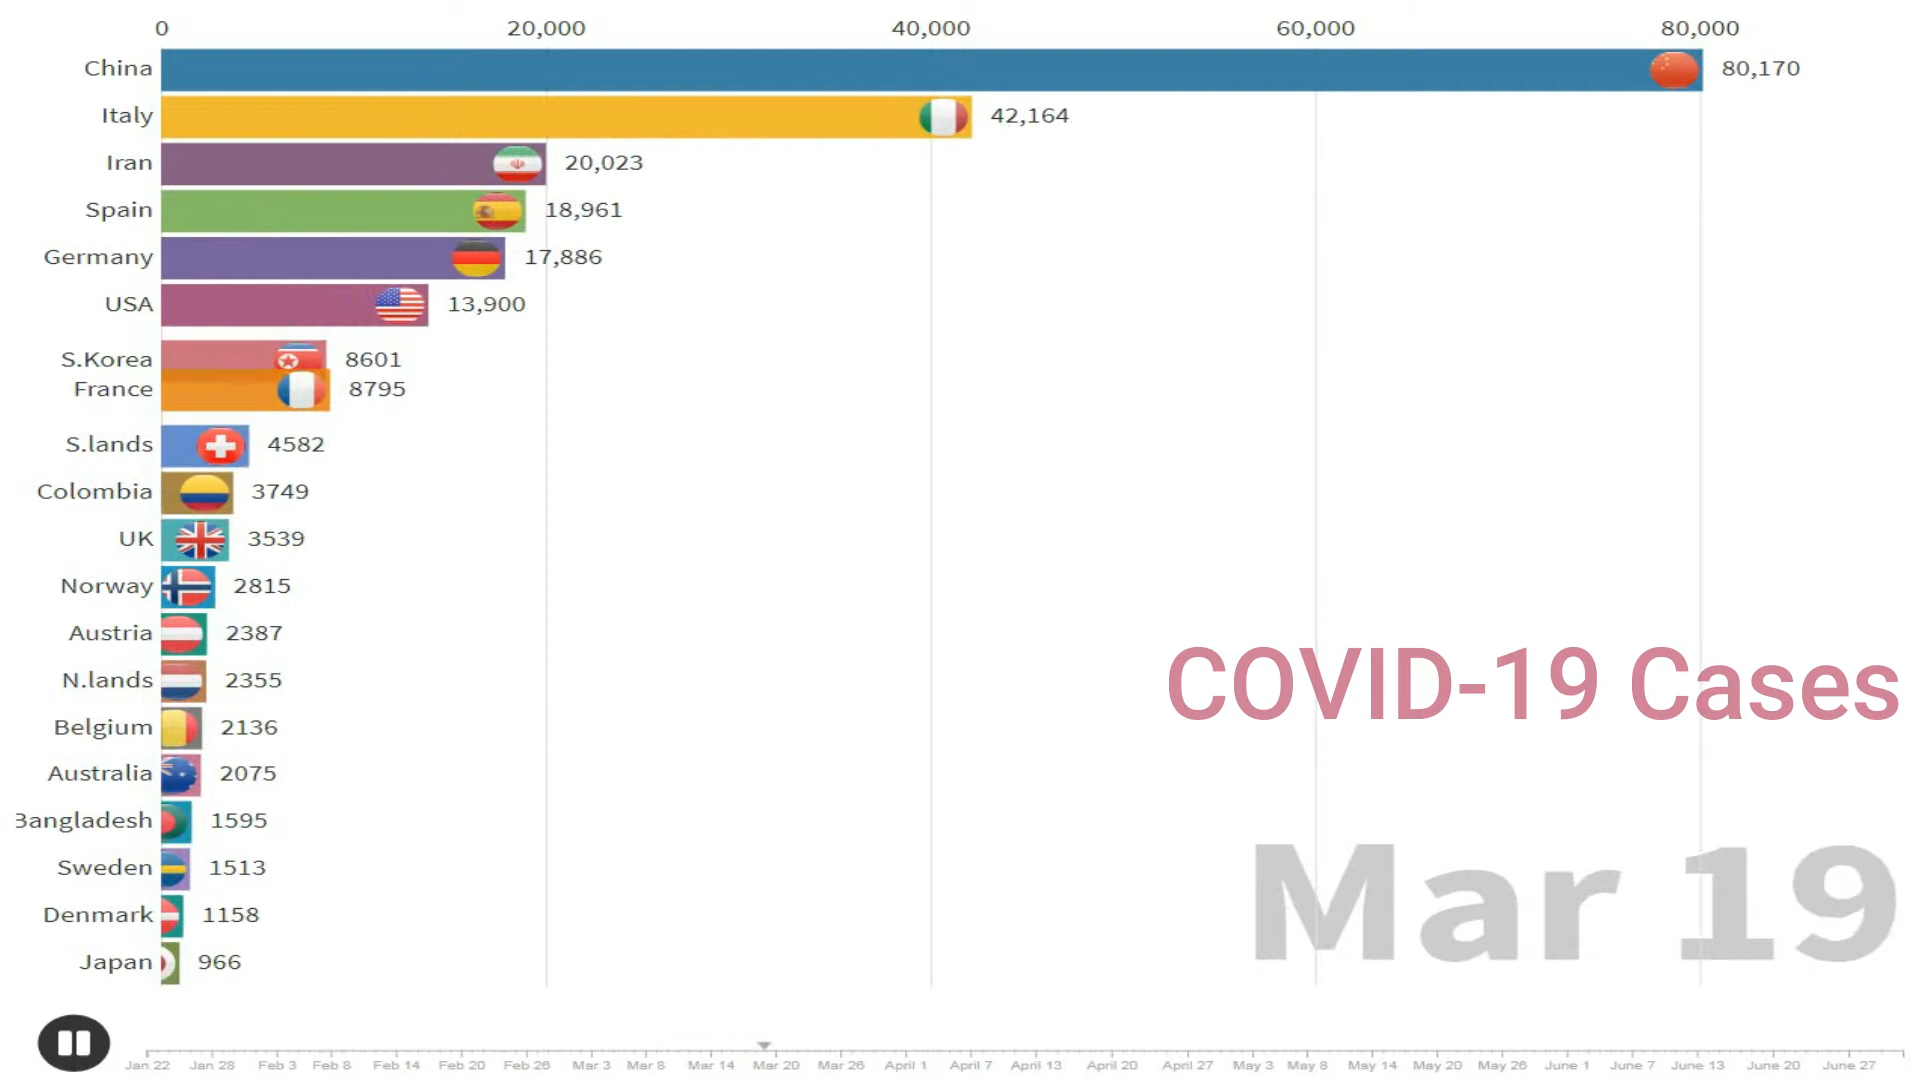 0 20,000 40,000 60,000 80,000
China 80,170
Italy 42,164
Iran 20,023
Spain 18,961
Germany 17,886
USA 13,900
S.Korea 8601
France 8795
S.lands 4582
Colombia 3749
UK 3539
Norway 2815
Austria 2387
N.lands 2355
Belgium 2136
Australia 2075
Bangladesh 1595
Sweden 1513
Denmark 1158
Japan 966
COVID-19 Cases
Mar 19
Jan 22 Jan 28 Feb 3 Feb 8 Feb 14 Feb 20 Feb 26 Mar 3 Mar 8 Mar 14 Mar 20 Mar 26 April 1 April 7 April 13 April 20 April 27 May 3 May 8 May 14 May 20 May 26 June 1 June 7 June 13 June 20 June 27